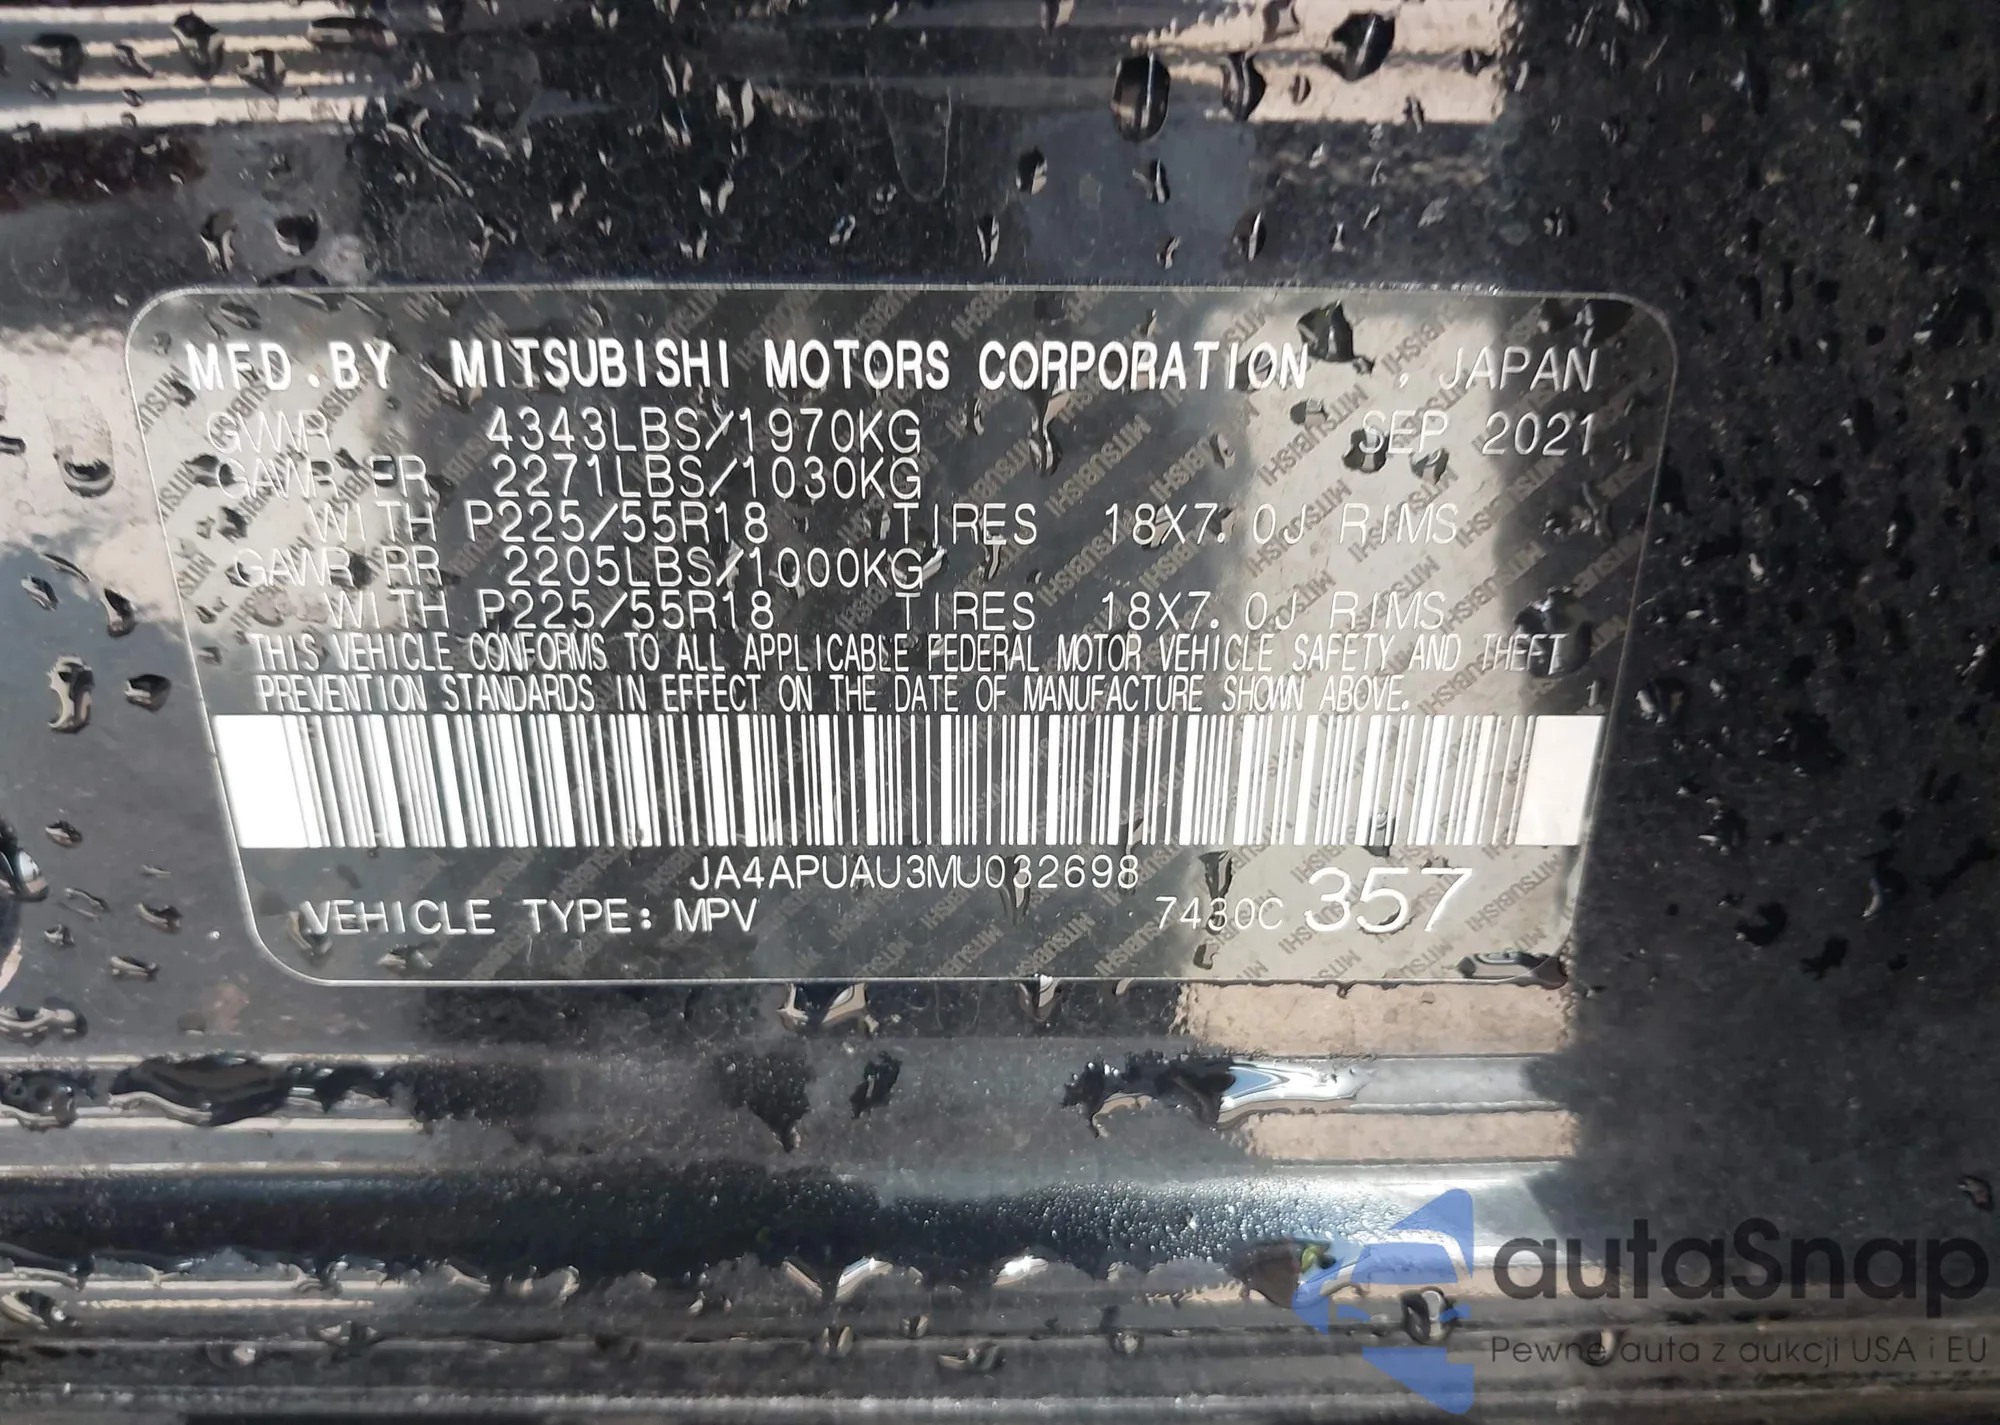 MFD.BY MITSUBISHI MOTORS CORPORATION , JAPAN
GVWR 4343LBS/1970KG SEP 2021
GAWR FR 2271LBS/1030KG
WITH P225/55R18 TIRES 18X7.0J RIMS
GAWR RR 2205LBS/1000KG
WITH P225/55R18 TIRES 18X7.0J RIMS
THIS VEHICLE CONFORMS TO ALL APPLICABLE FEDERAL MOTOR VEHICLE SAFETY AND THEFT
PREVENTION STANDARDS IN EFFECT ON THE DATE OF MANUFACTURE SHOWN ABOVE.
JA4APUAU3MU032698
VEHICLE TYPE: MPV 7430C 357
autaSnap
Pewne auta z aukcji USA i EU